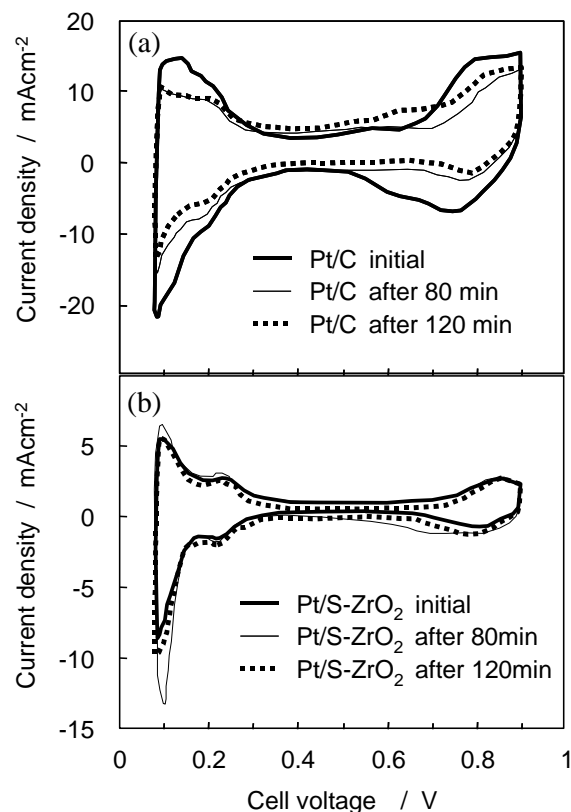 (a)
20
10
0
-10
-20
Current density / mAcm⁻²
Pt/C initial
Pt/C after 80 min
Pt/C after 120 min
(b)
5
0
-5
-10
-15
Current density / mAcm⁻²
Pt/S-ZrO₂ initial
Pt/S-ZrO₂ after 80min
Pt/S-ZrO₂ after 120min
0 0.2 0.4 0.6 0.8 1
Cell voltage / V